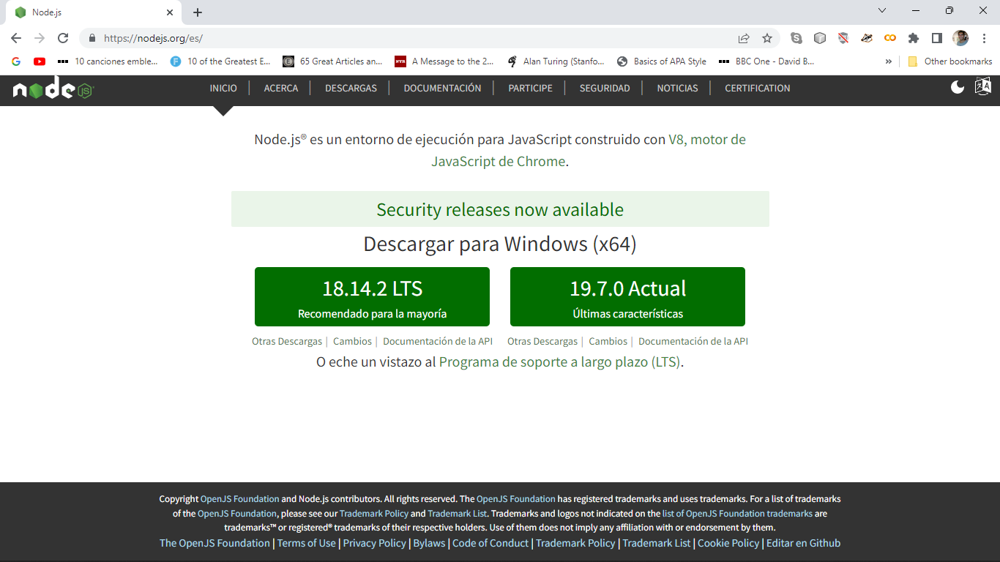 Node.js
https://nodejs.org/es/
10 canciones emble...
10 of the Greatest E...
65 Great Articles an...
A Message to the 2...
Alan Turing (Stanfo...
Basics of APA Style
BBC One - David B...
»
Other bookmarks
node JS
INICIO | ACERCA | DESCARGAS | DOCUMENTACIÓN | PARTICIPE | SEGURIDAD | NOTICIAS | CERTIFICATION
Node.js® es un entorno de ejecución para JavaScript construido con V8, motor de
JavaScript de Chrome.
Security releases now available
Descargar para Windows (x64)
18.14.2 LTS
Recomendado para la mayoría
19.7.0 Actual
Últimas características
Otras Descargas | Cambios | Documentación de la API
Otras Descargas | Cambios | Documentación de la API
O eche un vistazo al Programa de soporte a largo plazo (LTS).
Copyright OpenJS Foundation and Node.js contributors. All rights reserved. The OpenJS Foundation has registered trademarks and uses trademarks. For a list of trademarks
of the OpenJS Foundation, please see our Trademark Policy and Trademark List. Trademarks and logos not indicated on the list of OpenJS Foundation trademarks are
trademarks™ or registered® trademarks of their respective holders. Use of them does not imply any affiliation with or endorsement by them.
The OpenJS Foundation | Terms of Use | Privacy Policy | Bylaws | Code of Conduct | Trademark Policy | Trademark List | Cookie Policy | Editar en Github